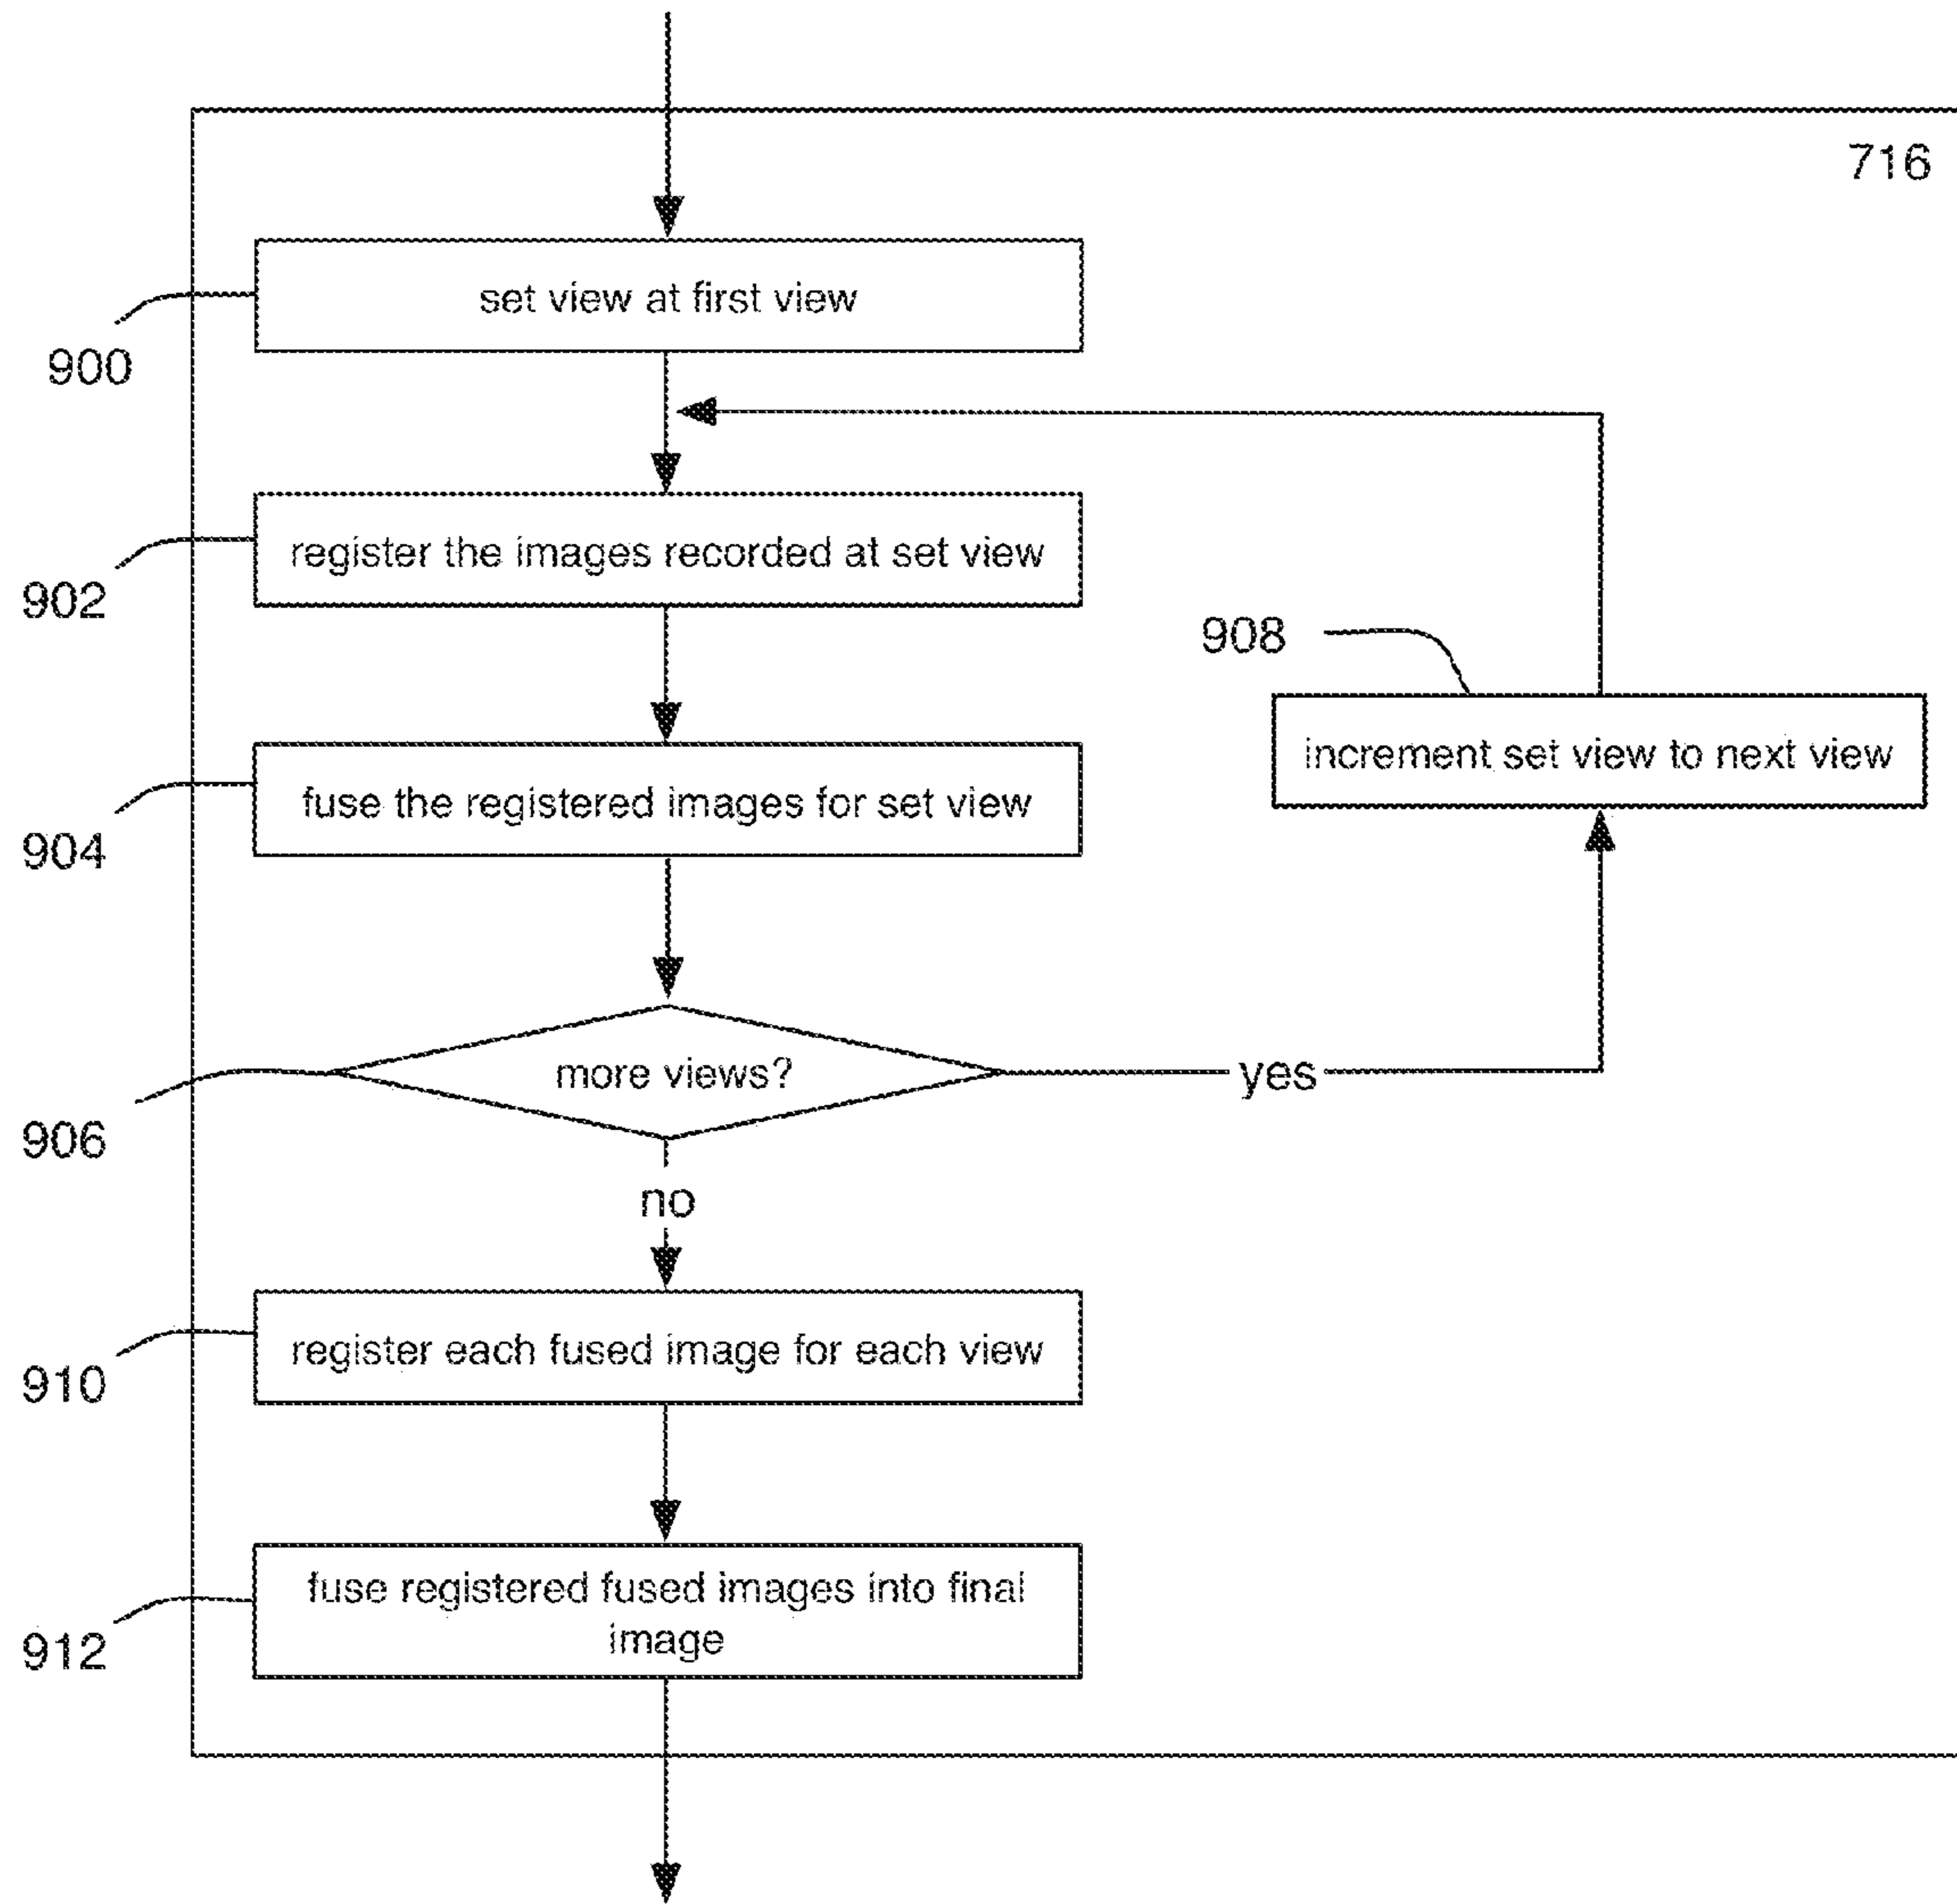 716
set view at first view
900
register the images recorded at set view
902
908
increment set view to next view
fuse the registered images for set view
904
more views?
yes
906
no
register each fused image for each view
910
fuse registered fused images into final
image
912